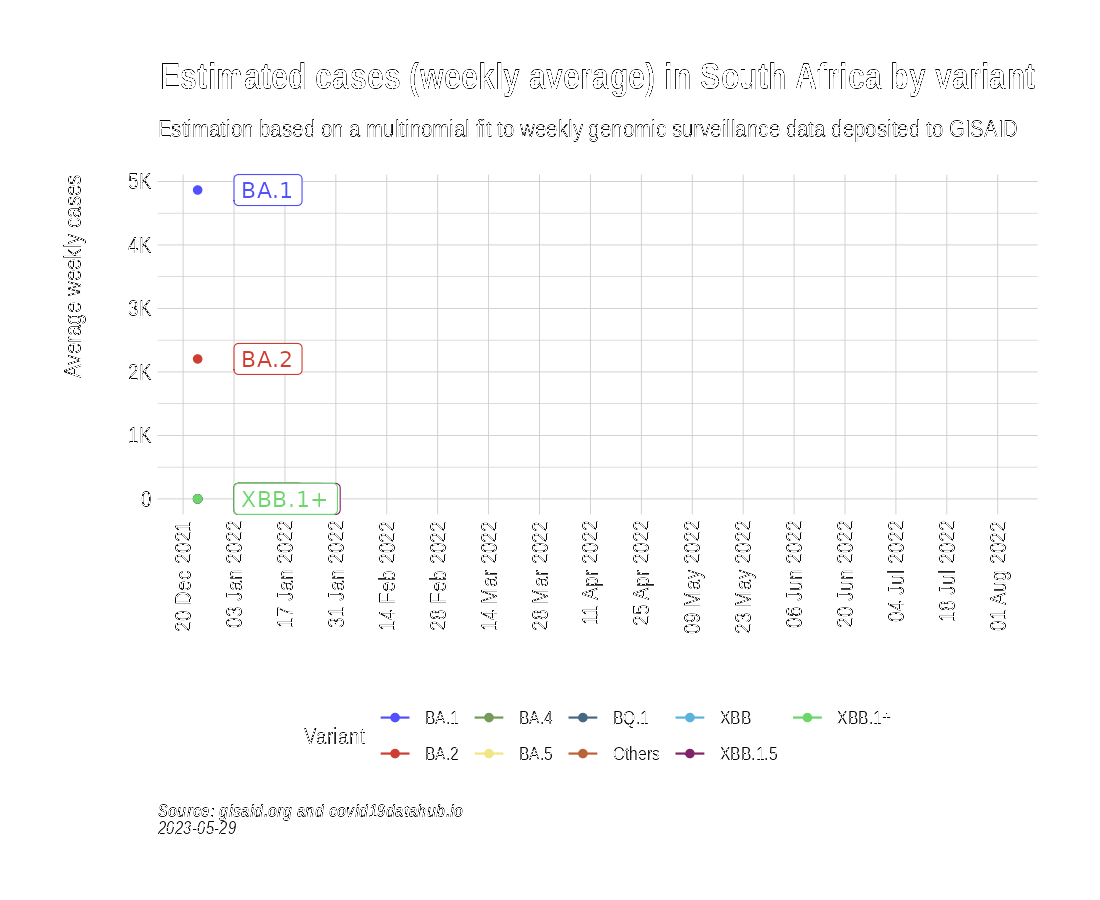 Estimated cases (weekly average) in South Africa by variant
Estimation based on a multinomial fit to weekly genomic surveillance data deposited to GISAID
Average weekly cases
5K
4K
3K
2K
1K
0
BA.1
BA.2
XBB.1+
20 Dec 2021
03 Jan 2022
17 Jan 2022
31 Jan 2022
14 Feb 2022
28 Feb 2022
14 Mar 2022
28 Mar 2022
11 Apr 2022
25 Apr 2022
09 May 2022
23 May 2022
06 Jun 2022
20 Jun 2022
04 Jul 2022
18 Jul 2022
01 Aug 2022
Variant
BA.1 BA.4 BQ.1 XBB XBB.1+
BA.2 BA.5 Others XBB.1.5
Source: gisaid.org and covid19datahub.io
2023-05-29